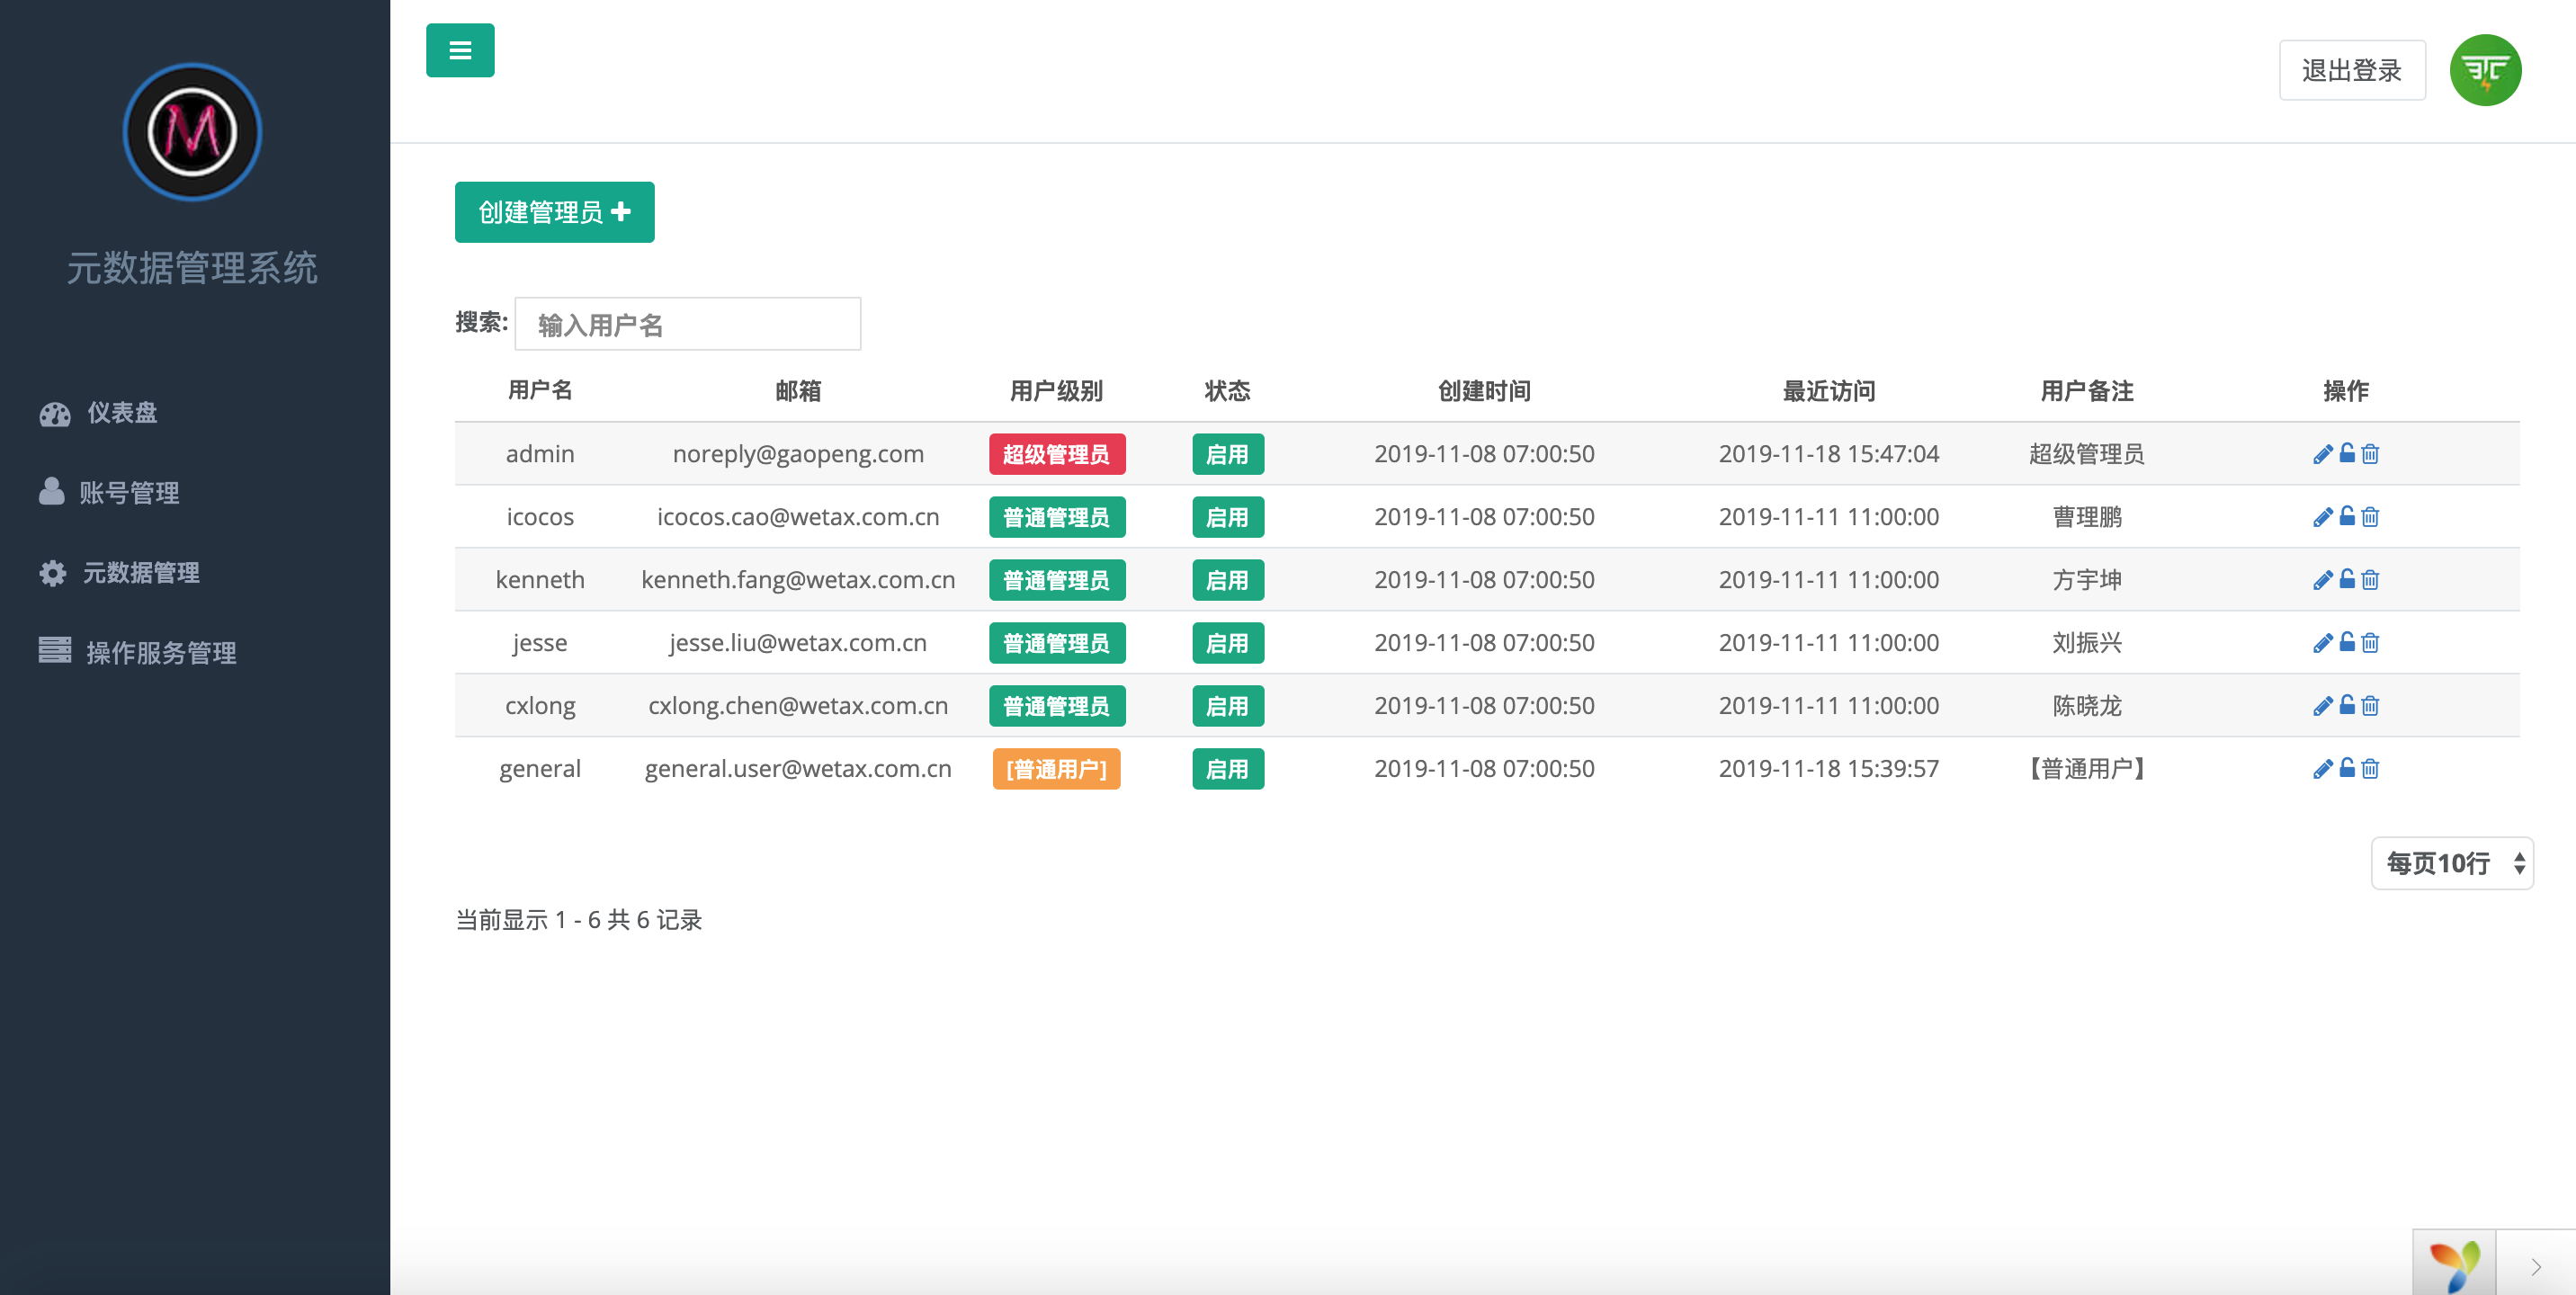 退出登录
M
元数据管理系统
仪表盘
账号管理
元数据管理
操作服务管理
创建管理员
搜索: 输入用户名
用户名 邮箱 用户级别 状态 创建时间 最近访问 用户备注 操作
admin noreply@gaopeng.com 超级管理员 启用 2019-11-08 07:00:50 2019-11-18 15:47:04 超级管理员
icocos icocos.cao@wetax.com.cn 普通管理员 启用 2019-11-08 07:00:50 2019-11-11 11:00:00 曹理鹏
kenneth kenneth.fang@wetax.com.cn 普通管理员 启用 2019-11-08 07:00:50 2019-11-11 11:00:00 方宇坤
jesse jesse.liu@wetax.com.cn 普通管理员 启用 2019-11-08 07:00:50 2019-11-11 11:00:00 刘振兴
cxlong cxlong.chen@wetax.com.cn 普通管理员 启用 2019-11-08 07:00:50 2019-11-11 11:00:00 陈晓龙
general general.user@wetax.com.cn [普通用户] 启用 2019-11-08 07:00:50 2019-11-18 15:39:57 【普通用户】
每页10行
当前显示 1 - 6 共 6 记录